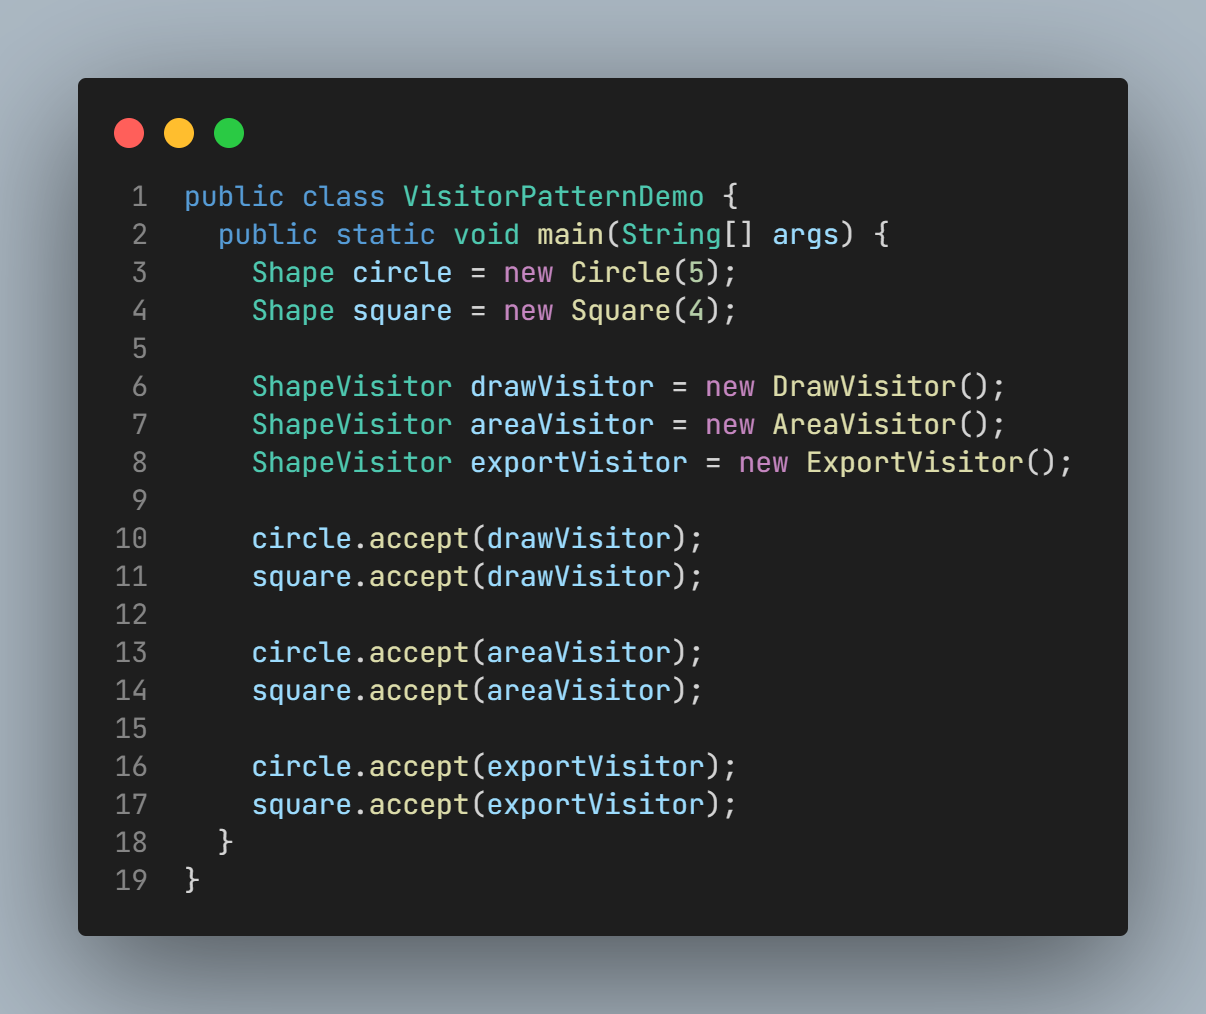 1 public class VisitorPatternDemo {
2   public static void main(String[] args) {
3     Shape circle = new Circle(5);
4     Shape square = new Square(4);
5
6     ShapeVisitor drawVisitor = new DrawVisitor();
7     ShapeVisitor areaVisitor = new AreaVisitor();
8     ShapeVisitor exportVisitor = new ExportVisitor();
9
10     circle.accept(drawVisitor);
11     square.accept(drawVisitor);
12
13     circle.accept(areaVisitor);
14     square.accept(areaVisitor);
15
16     circle.accept(exportVisitor);
17     square.accept(exportVisitor);
18   }
19 }